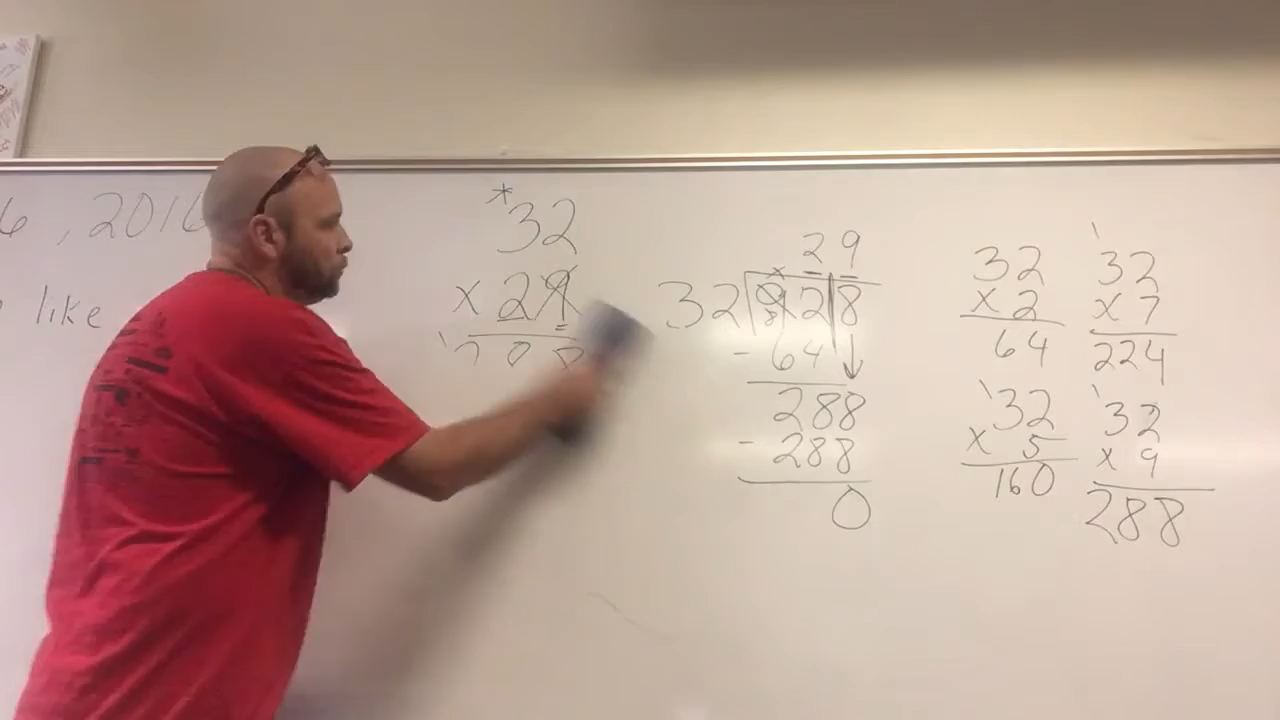 6, 2016
like
32
x 29
29
32 928
- 64
288
- 288
0
32
x 2
64
32
x 7
224
32
x 5
160
32
x 9
288